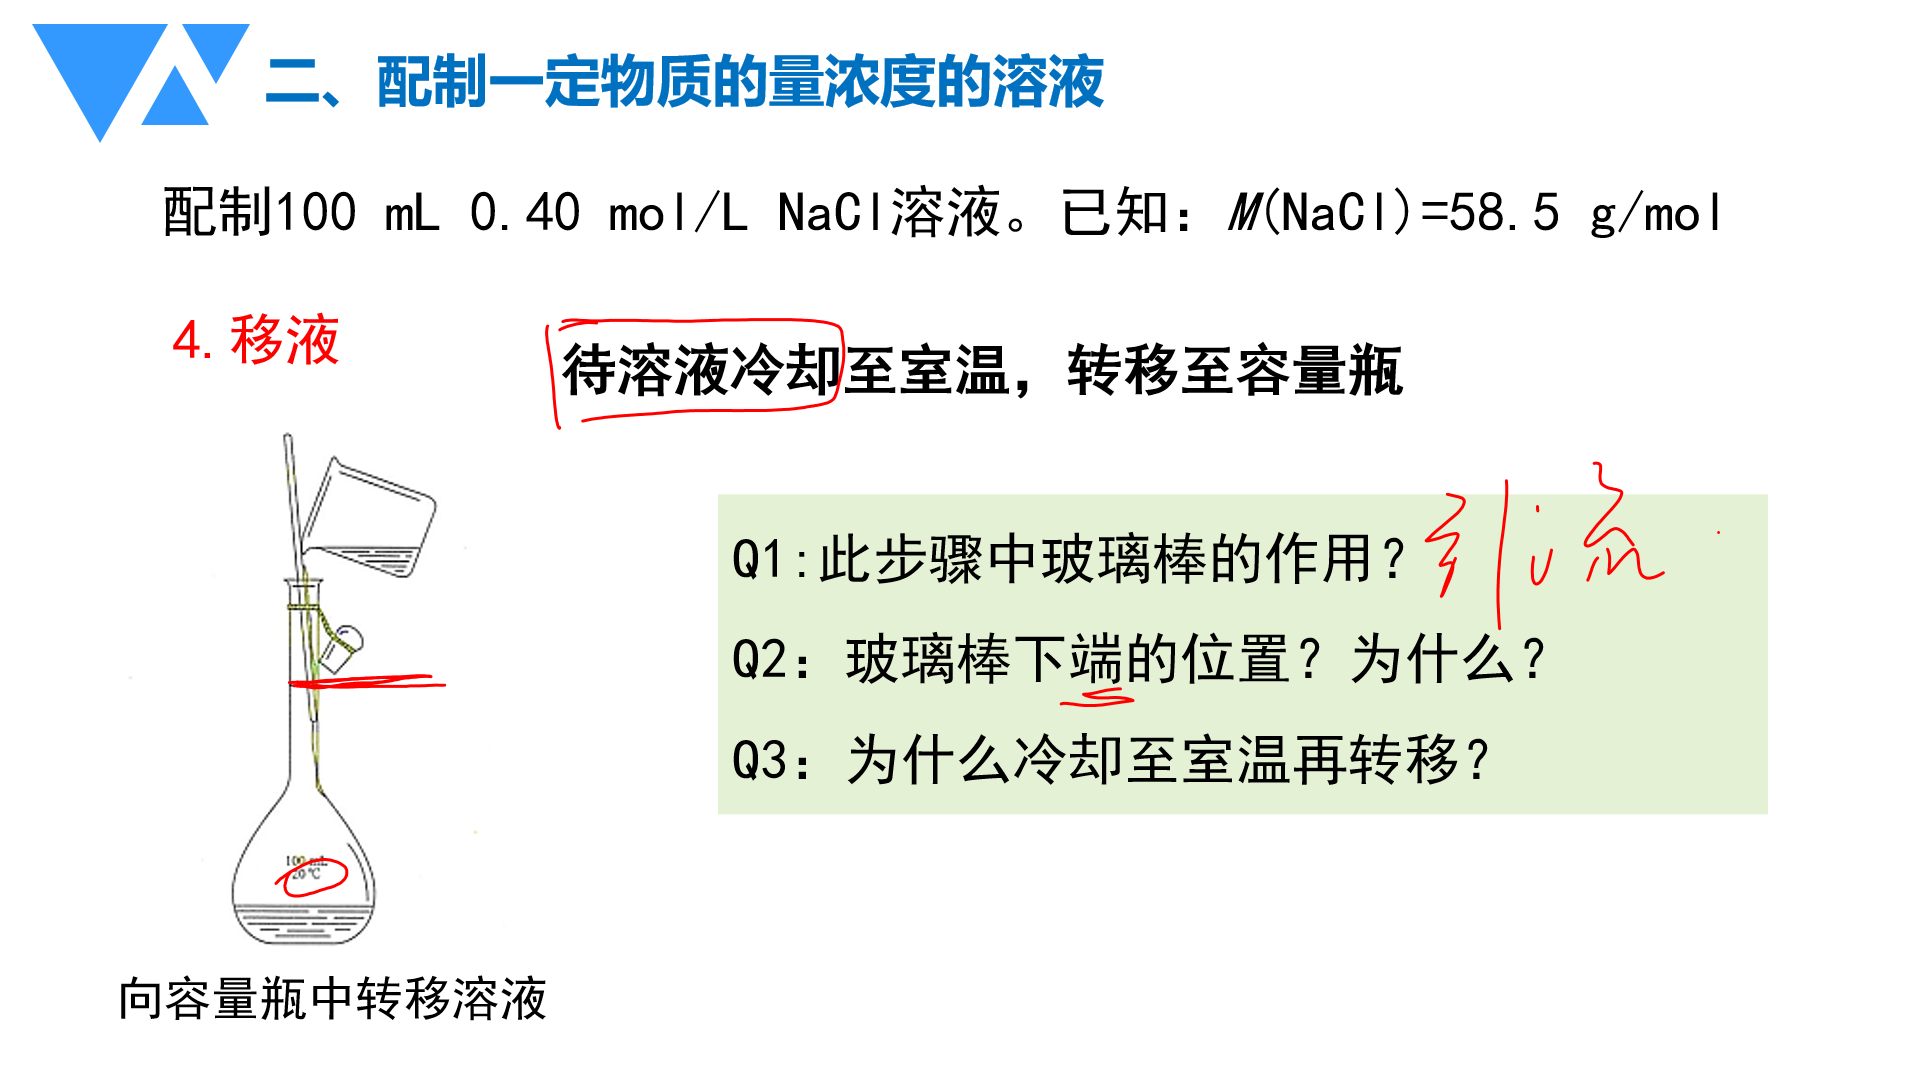 二、配制一定物质的量浓度的溶液
配制100 mL 0.40 mol/L NaCl溶液。已知：M(NaCl)=58.5 g/mol
4.移液
待溶液冷却至室温，转移至容量瓶
Q1:此步骤中玻璃棒的作用？引流
Q2：玻璃棒下端的位置？为什么？
Q3：为什么冷却至室温再转移？
100 mL
20℃
向容量瓶中转移溶液